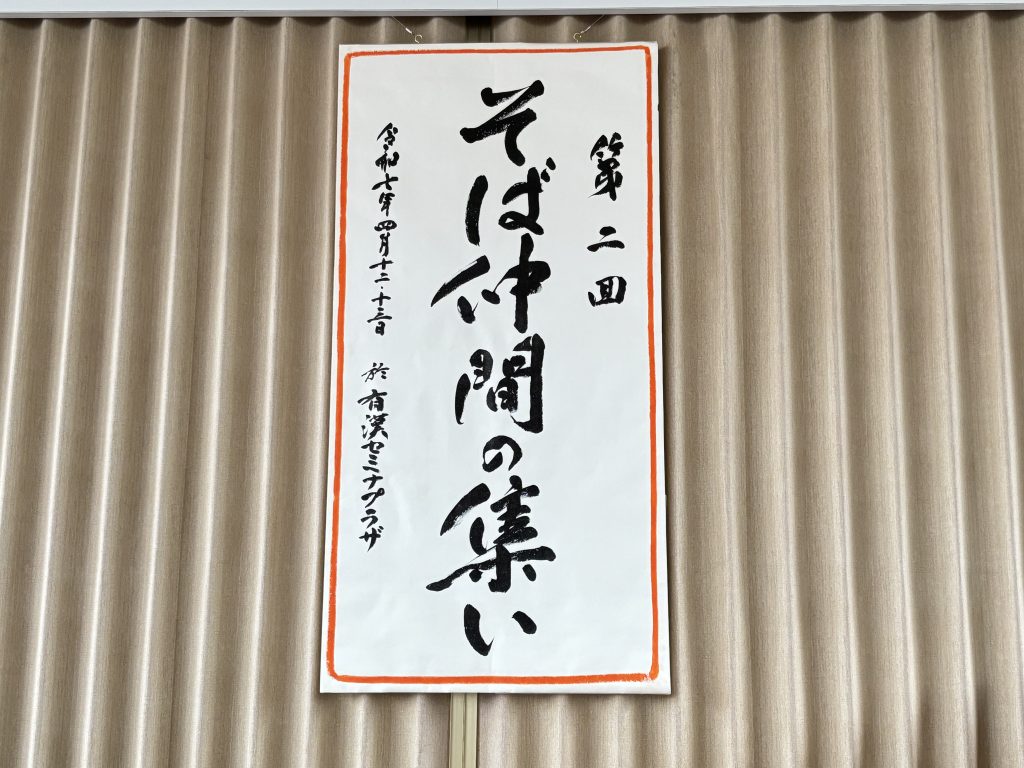 第二回
そば仲間の集い
令和七年四月十二・十三日 於 有漢セミナプラザ